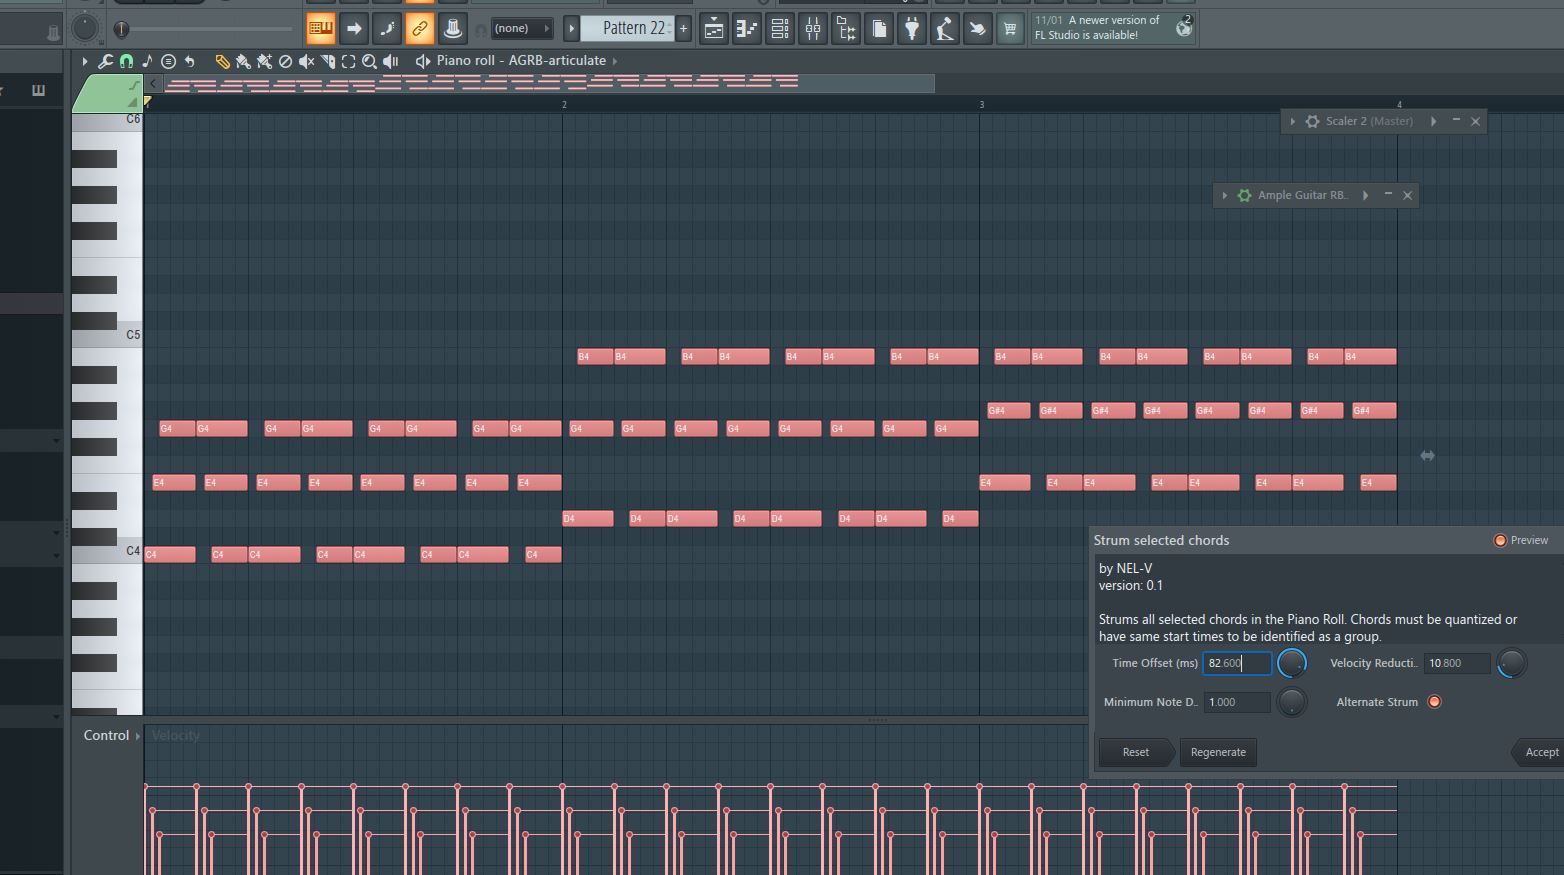 (none)
Pattern 22
+
11/01 A newer version of
FL Studio is available!
2
Piano roll - AGRB-articulate
1 2 3 4
C6
Scaler 2 (Master)
Ample Guitar RB..
C5
B4 B4 B4 B4 B4 B4 B4 B4 B4 B4 B4 B4 B4 B4 B4 B4
G#4 G#4 G#4 G#4 G#4 G#4 G#4 G#4
G4 G4 G4 G4 G4 G4 G4 G4 G4 G4 G4 G4 G4 G4 G4 G4
E4 E4 E4 E4 E4 E4 E4 E4 E4 E4 E4 E4 E4 E4 E4 E4
D4 D4 D4 D4 D4 D4 D4 D4
C4
C4 C4 C4 C4 C4 C4 C4 C4
Strum selected chords
Preview
by NEL-V
version: 0.1
Strums all selected chords in the Piano Roll. Chords must be quantized or
have same start times to be identified as a group.
Time Offset (ms) 82.600 Velocity Reducti.. 10.800
Minimum Note D.. 1.000 Alternate Strum
Reset Regenerate Accept
Control Velocity